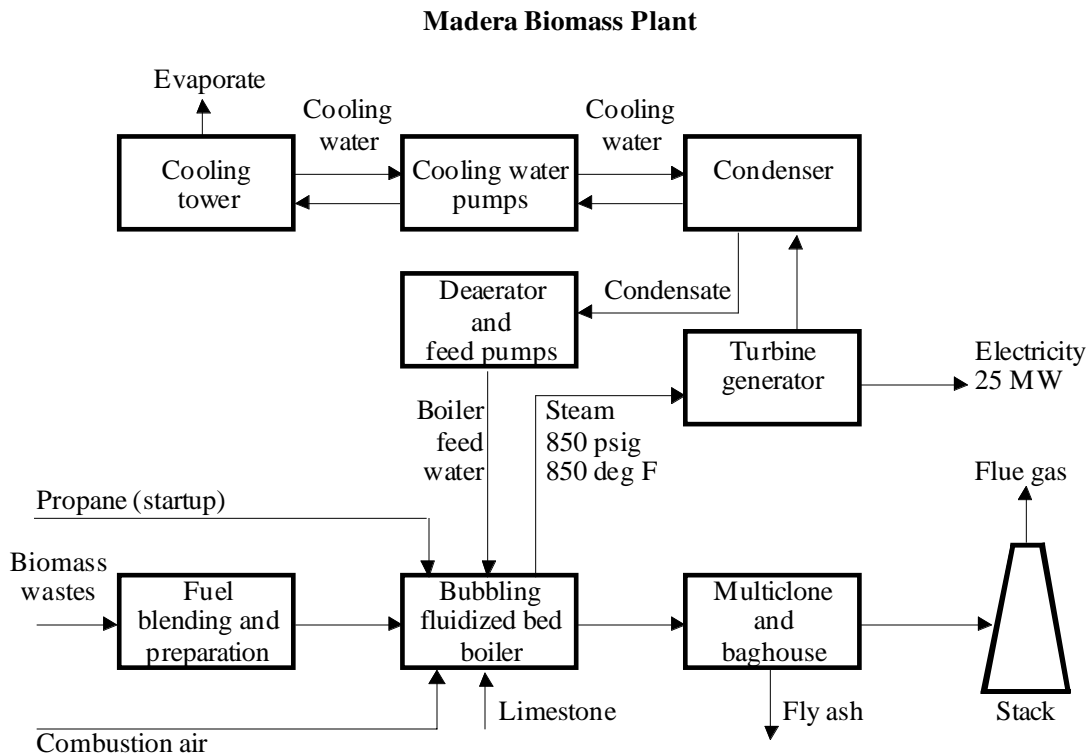 Madera Biomass Plant
Evaporate
Cooling
water
Cooling
water
Cooling
tower
Cooling water
pumps
Condenser
Deaerator
and
feed pumps
Condensate
Turbine
generator
Electricity
25 MW
Boiler
feed
water
Steam
850 psig
850 deg F
Flue gas
Propane (startup)
Biomass
wastes
Fuel
blending and
preparation
Bubbling
fluidized bed
boiler
Multiclone
and
baghouse
Limestone
Fly ash
Stack
Combustion air